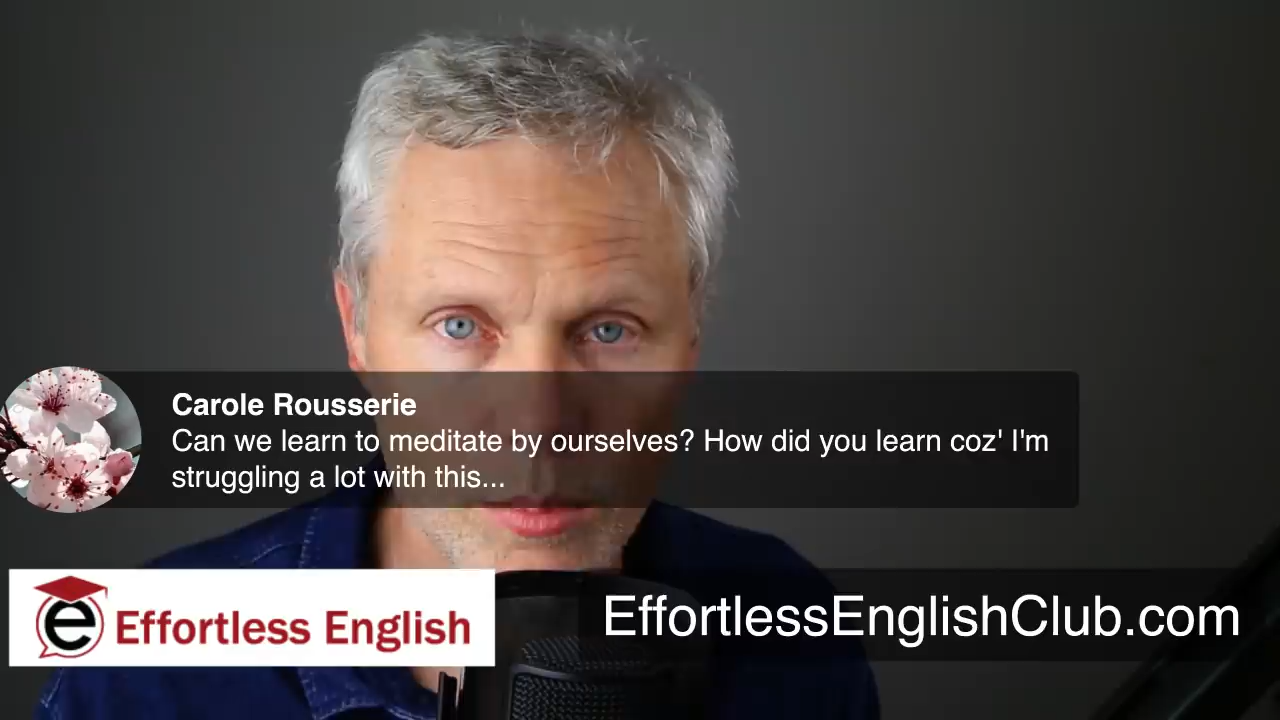 Carole Rousserie
Can we learn to meditate by ourselves? How did you learn coz' I'm
struggling a lot with this...
e Effortless English
EffortlessEnglishClub.com